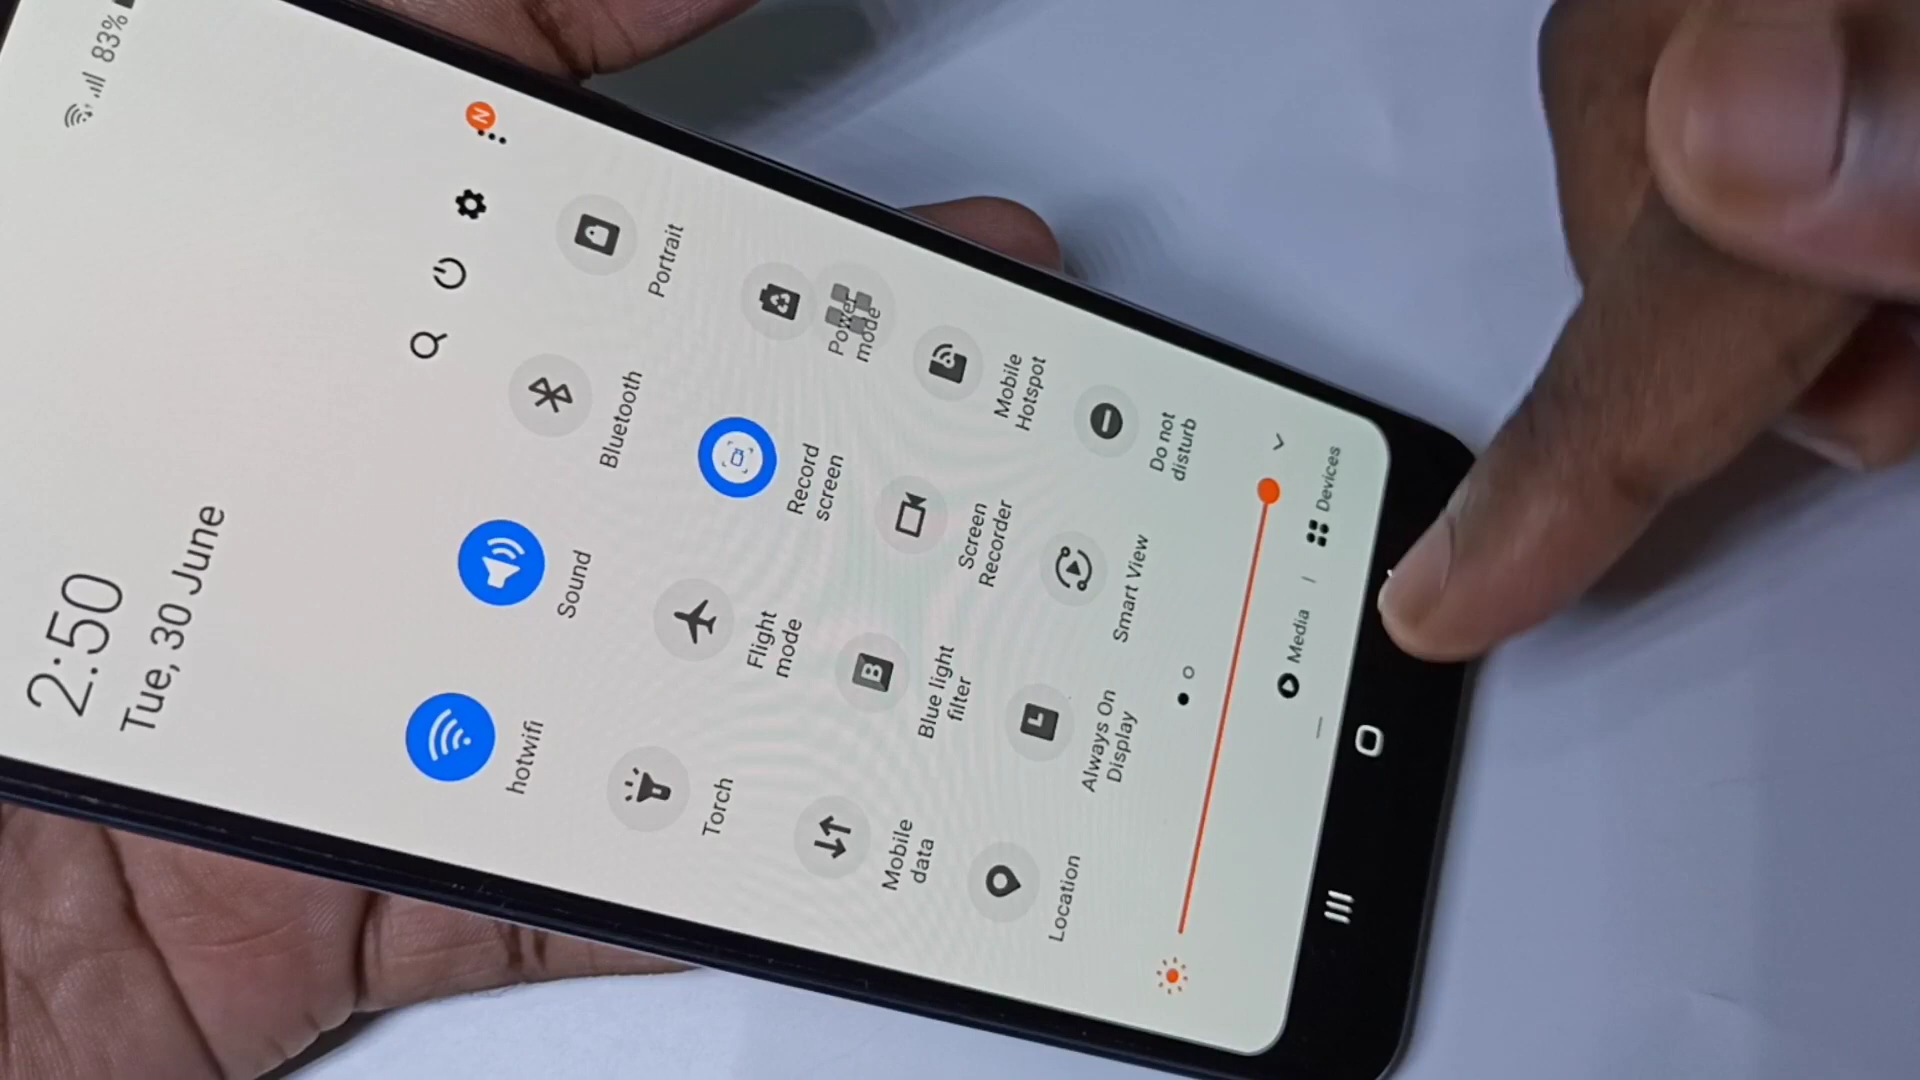 83%
2:50
Tue, 30 June
N
hotwifi
Sound
Bluetooth
Portrait
Torch
Flight
mode
Record
screen
Power
mode
Mobile
data
Blue light
filter
Screen
Recorder
Mobile
Hotspot
Location
Always On
Display
Smart View
Do not
disturb
Media | Devices